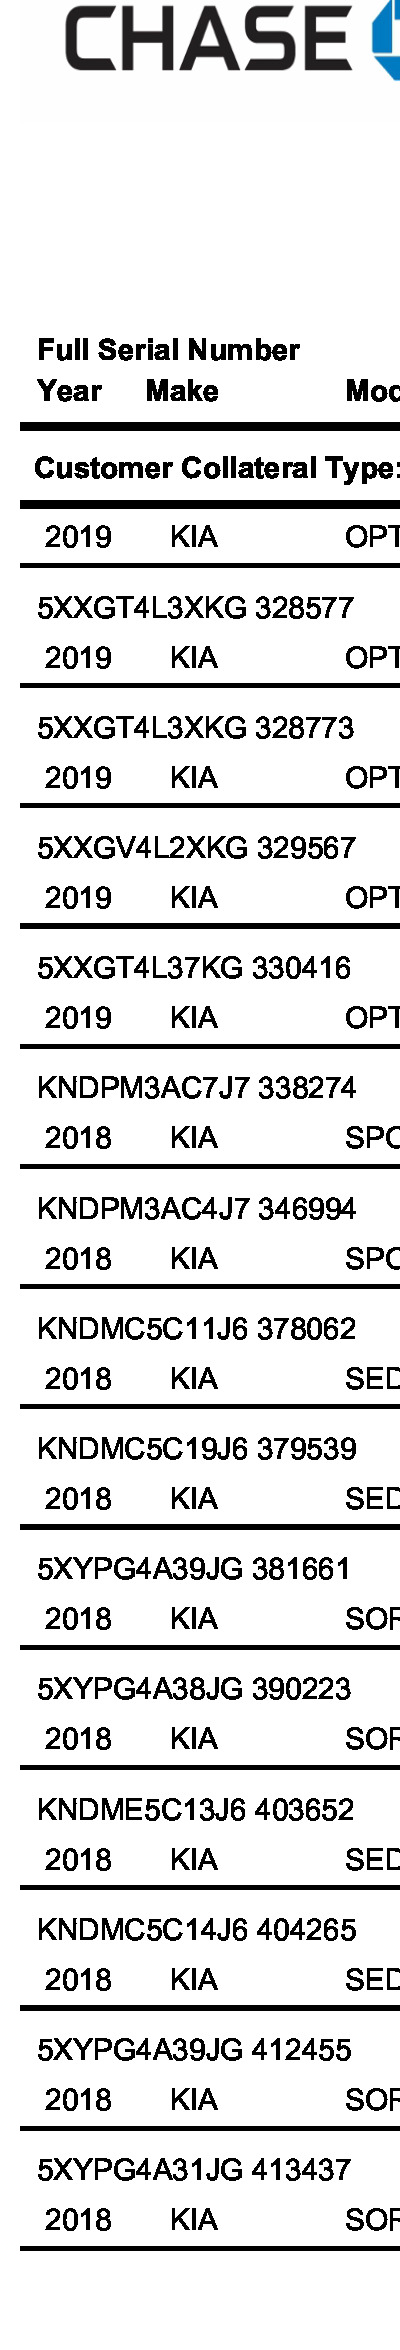 CHASE
Full Serial Number
Year Make Mod
Customer Collateral Type:
2019 KIA OPT
5XXGT4L3XKG 328577
2019 KIA OPT
5XXGT4L3XKG 328773
2019 KIA OPT
5XXGV4L2XKG 329567
2019 KIA OPT
5XXGT4L37KG 330416
2019 KIA OPT
KNDPM3AC7J7 338274
2018 KIA SPO
KNDPM3AC4J7 346994
2018 KIA SPO
KNDMC5C11J6 378062
2018 KIA SED
KNDMC5C19J6 379539
2018 KIA SED
5XYPG4A39JG 381661
2018 KIA SOR
5XYPG4A38JG 390223
2018 KIA SOR
KNDME5C13J6 403652
2018 KIA SED
KNDMC5C14J6 404265
2018 KIA SED
5XYPG4A39JG 412455
2018 KIA SOR
5XYPG4A31JG 413437
2018 KIA SOR